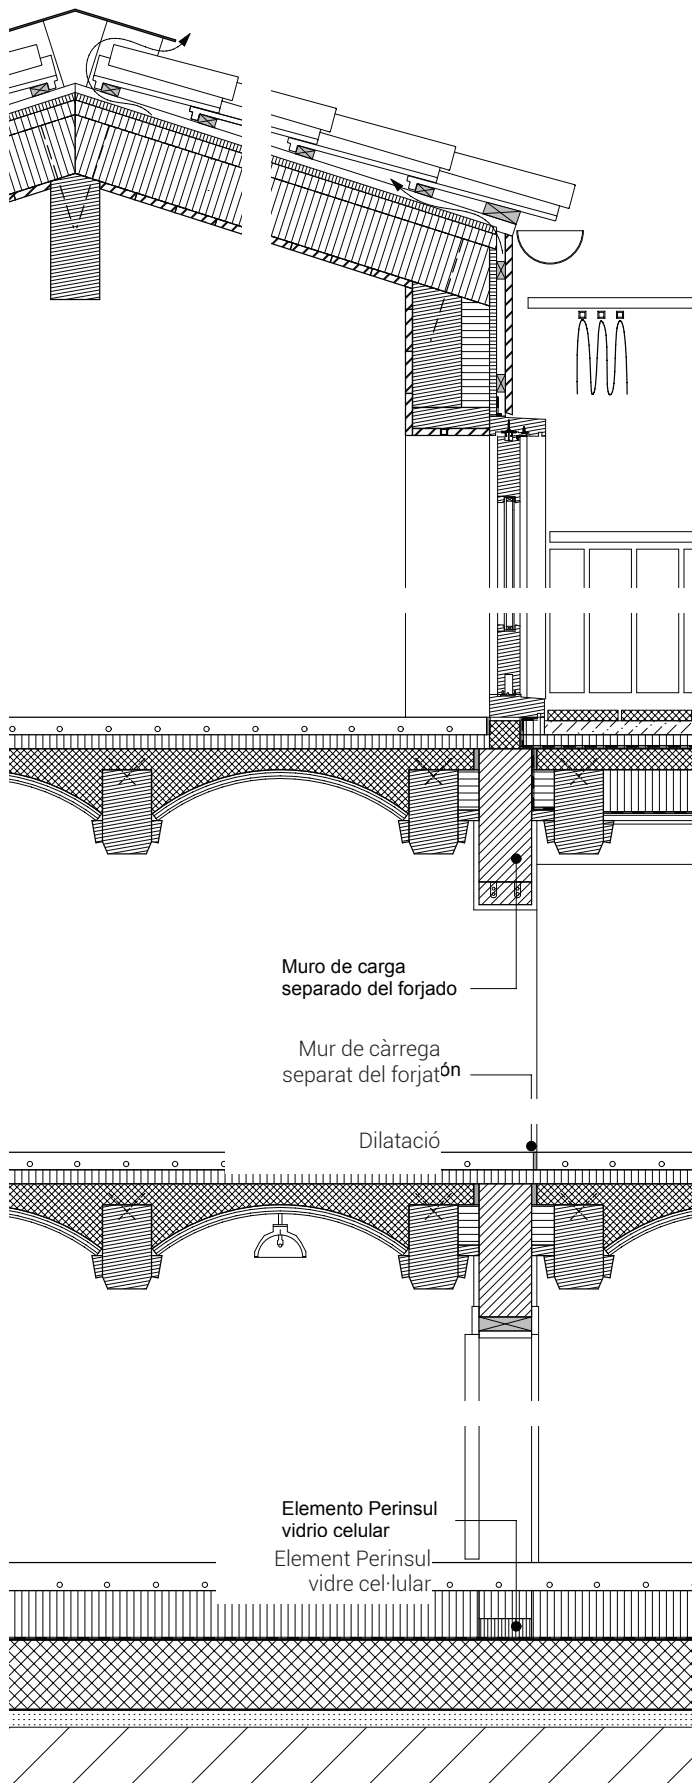 Muro de carga
separado del forjado
Mur de càrrega
separat del forjatón
Dilatació
Elemento Perinsul
vidrio celular
Element Perinsul
vidre cel·lular